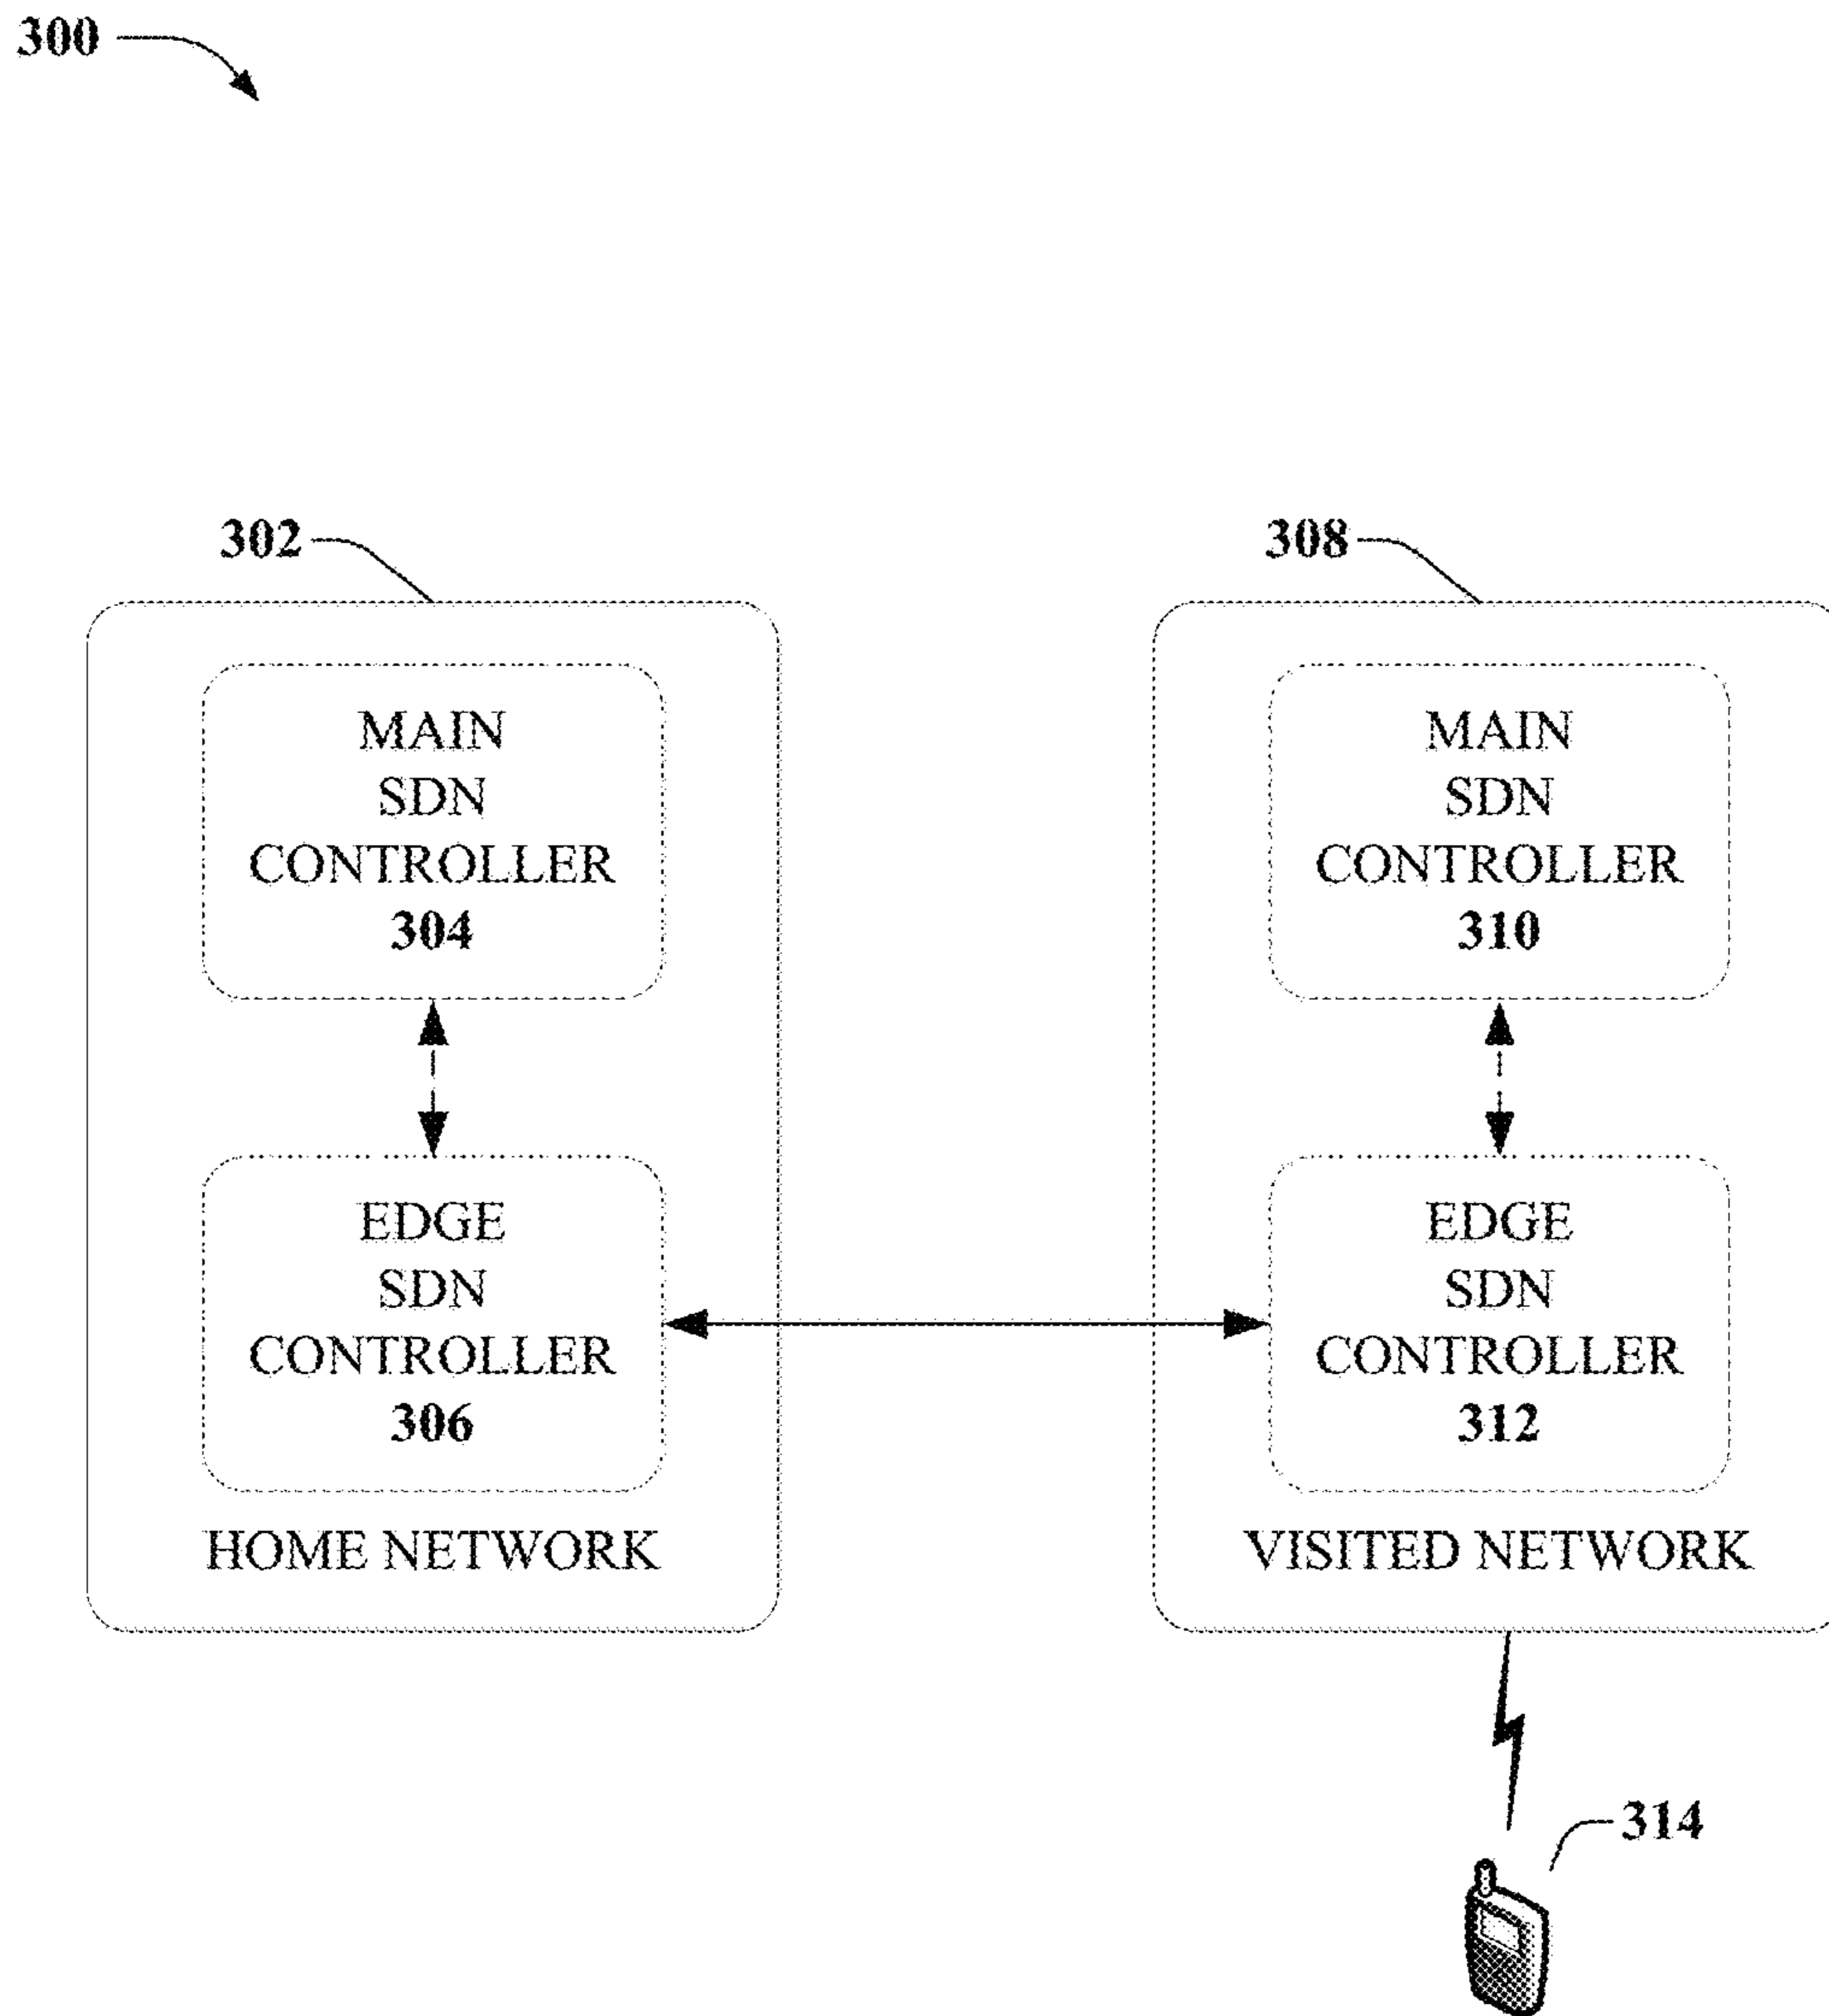 300
302
MAIN
SDN
CONTROLLER
304
EDGE
SDN
CONTROLLER
306
HOME NETWORK
308
MAIN
SDN
CONTROLLER
310
EDGE
SDN
CONTROLLER
312
VISITED NETWORK
314